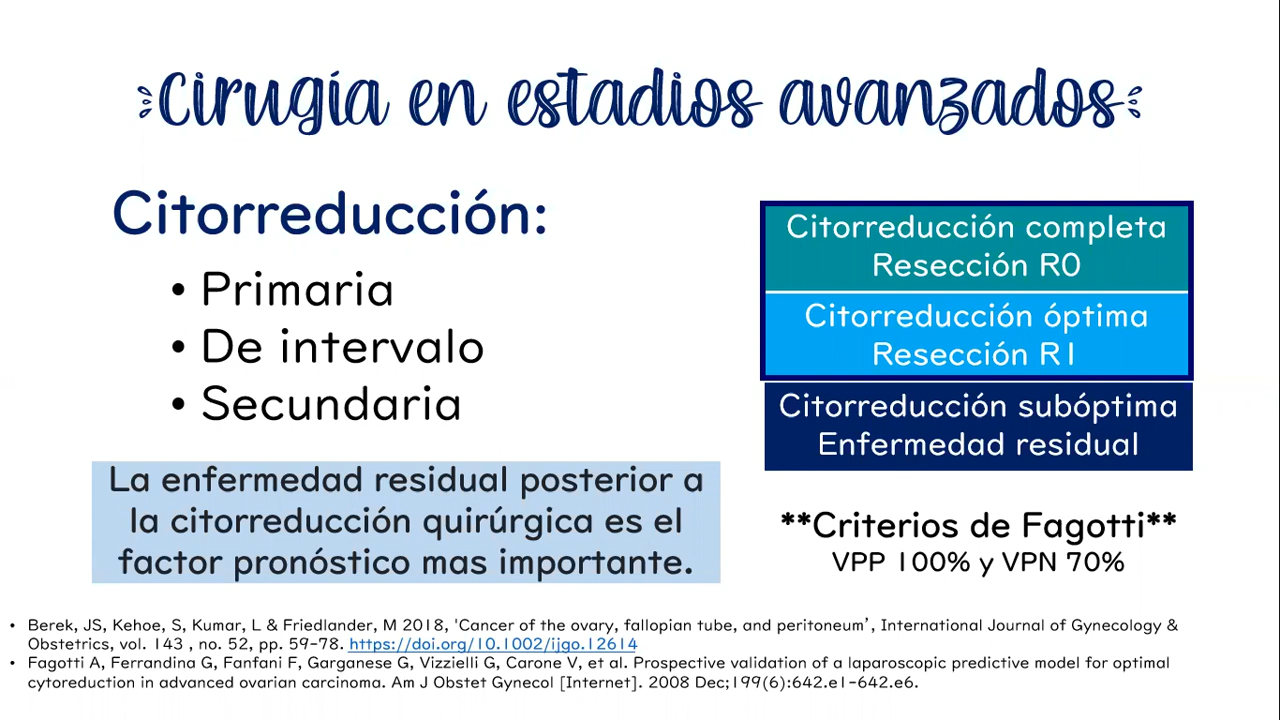 Cirugía en estadios avanzados
Citorreducción:
• Primaria
• De intervalo
• Secundaria
La enfermedad residual posterior a
la citorreducción quirúrgica es el
factor pronóstico mas importante.
Citorreducción completa
Resección R0
Citorreducción óptima
Resección R1
Citorreducción subóptima
Enfermedad residual
**Criterios de Fagotti**
VPP 100% y VPN 70%
• Berek, JS, Kehoe, S, Kumar, L & Friedlander, M 2018, 'Cancer of the ovary, fallopian tube, and peritoneum’, International Journal of Gynecology &
Obstetrics, vol. 143 , no. 52, pp. 59-78. https://doi.org/10.1002/ijgo.12614
• Fagotti A, Ferrandina G, Fanfani F, Garganese G, Vizzielli G, Carone V, et al. Prospective validation of a laparoscopic predictive model for optimal
cytoreduction in advanced ovarian carcinoma. Am J Obstet Gynecol [Internet]. 2008 Dec;199(6):642.e1-642.e6.